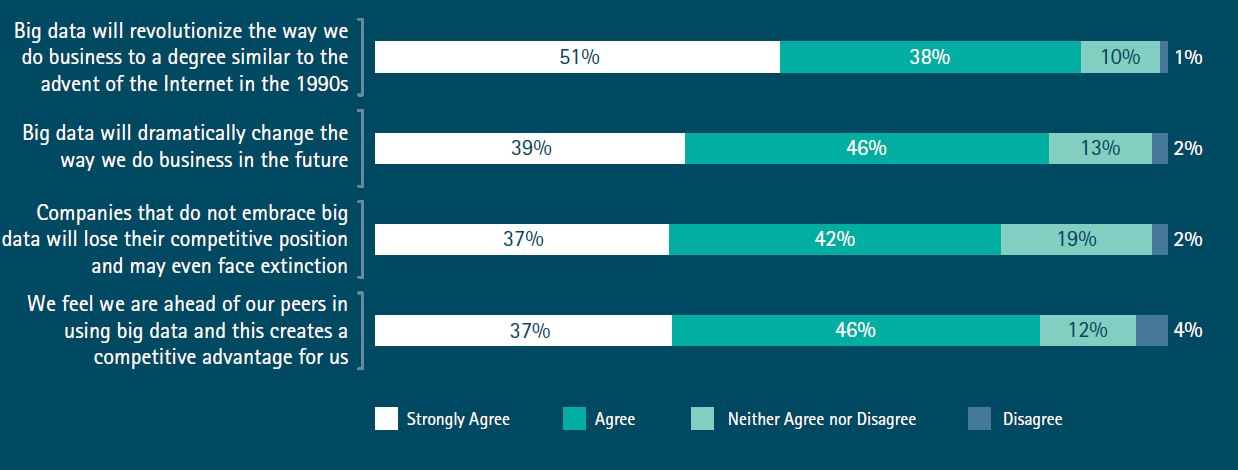 Big data will revolutionize the way we
do business to a degree similar to the
advent of the Internet in the 1990s
51% 38% 10% 1%
Big data will dramatically change the
way we do business in the future
39% 46% 13% 2%
Companies that do not embrace big
data will lose their competitive position
and may even face extinction
37% 42% 19% 2%
We feel we are ahead of our peers in
using big data and this creates a
competitive advantage for us
37% 46% 12% 4%
Strongly Agree Agree Neither Agree nor Disagree Disagree